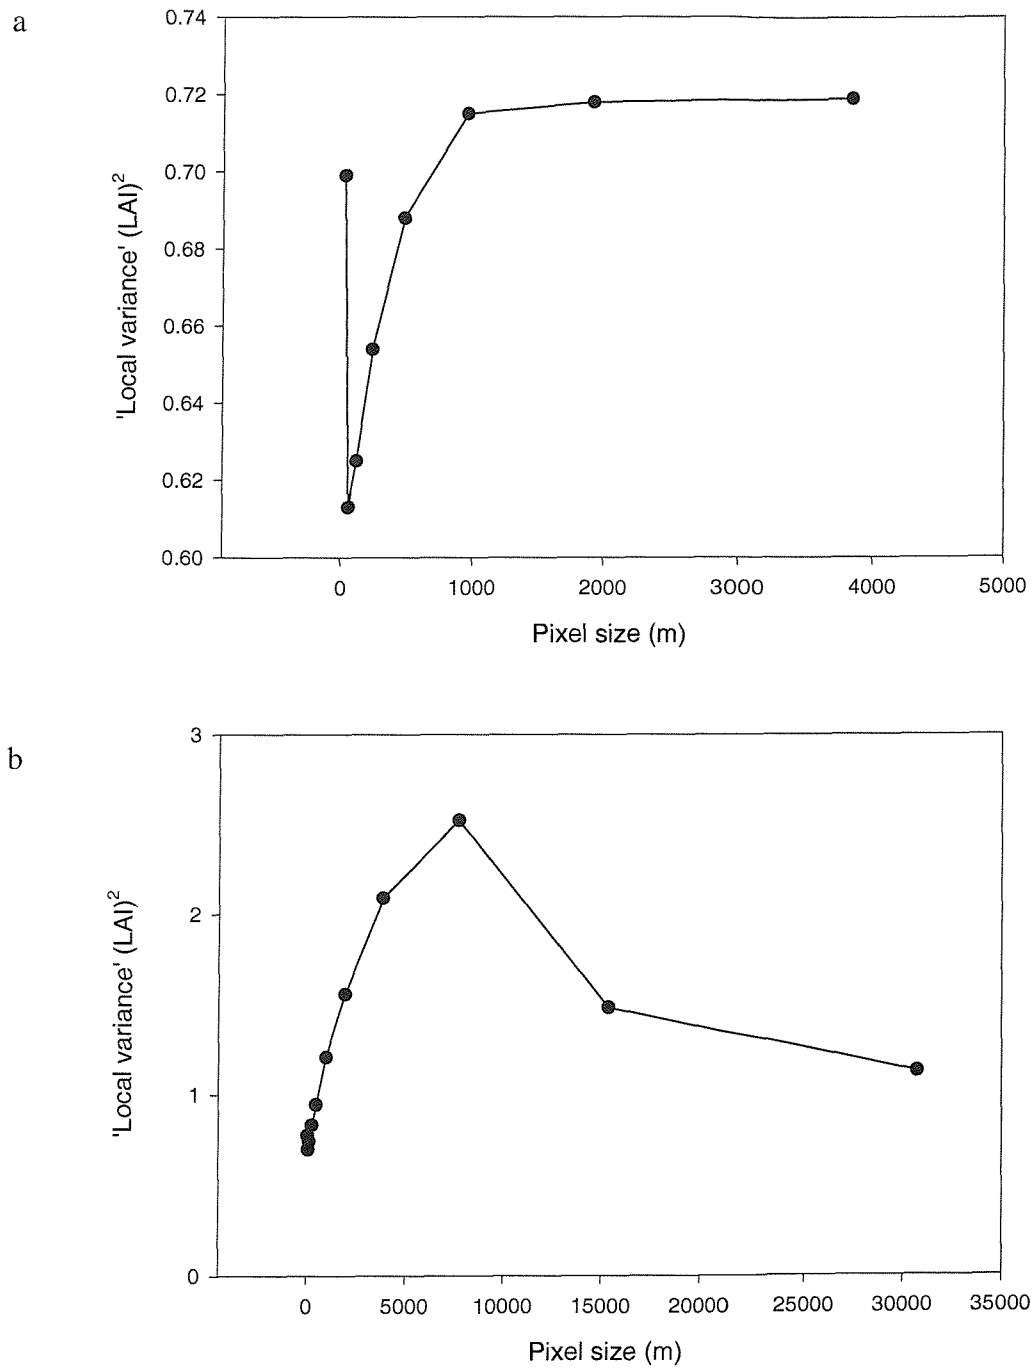 a
0.74
0.72
0.70
0.68
0.66
0.64
0.62
0.60
'Local variance' (LAI)²
0 1000 2000 3000 4000 5000
Pixel size (m)
b
3
2
1
0
'Local variance' (LAI)²
0 5000 10000 15000 20000 25000 30000 35000
Pixel size (m)